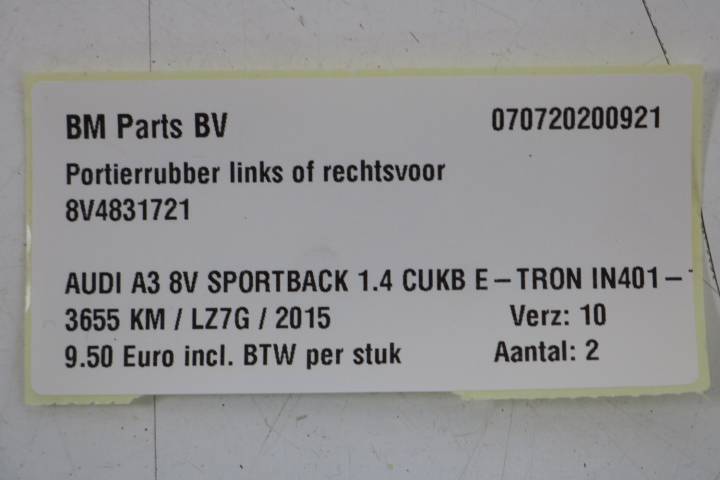 BM Parts BV 070720200921
Portierrubber links of rechtsvoor
8V4831721
AUDI A3 8V SPORTBACK 1.4 CUKB E-TRON IN401-
3655 KM / LZ7G / 2015 Verz: 10
9.50 Euro incl. BTW per stuk Aantal: 2